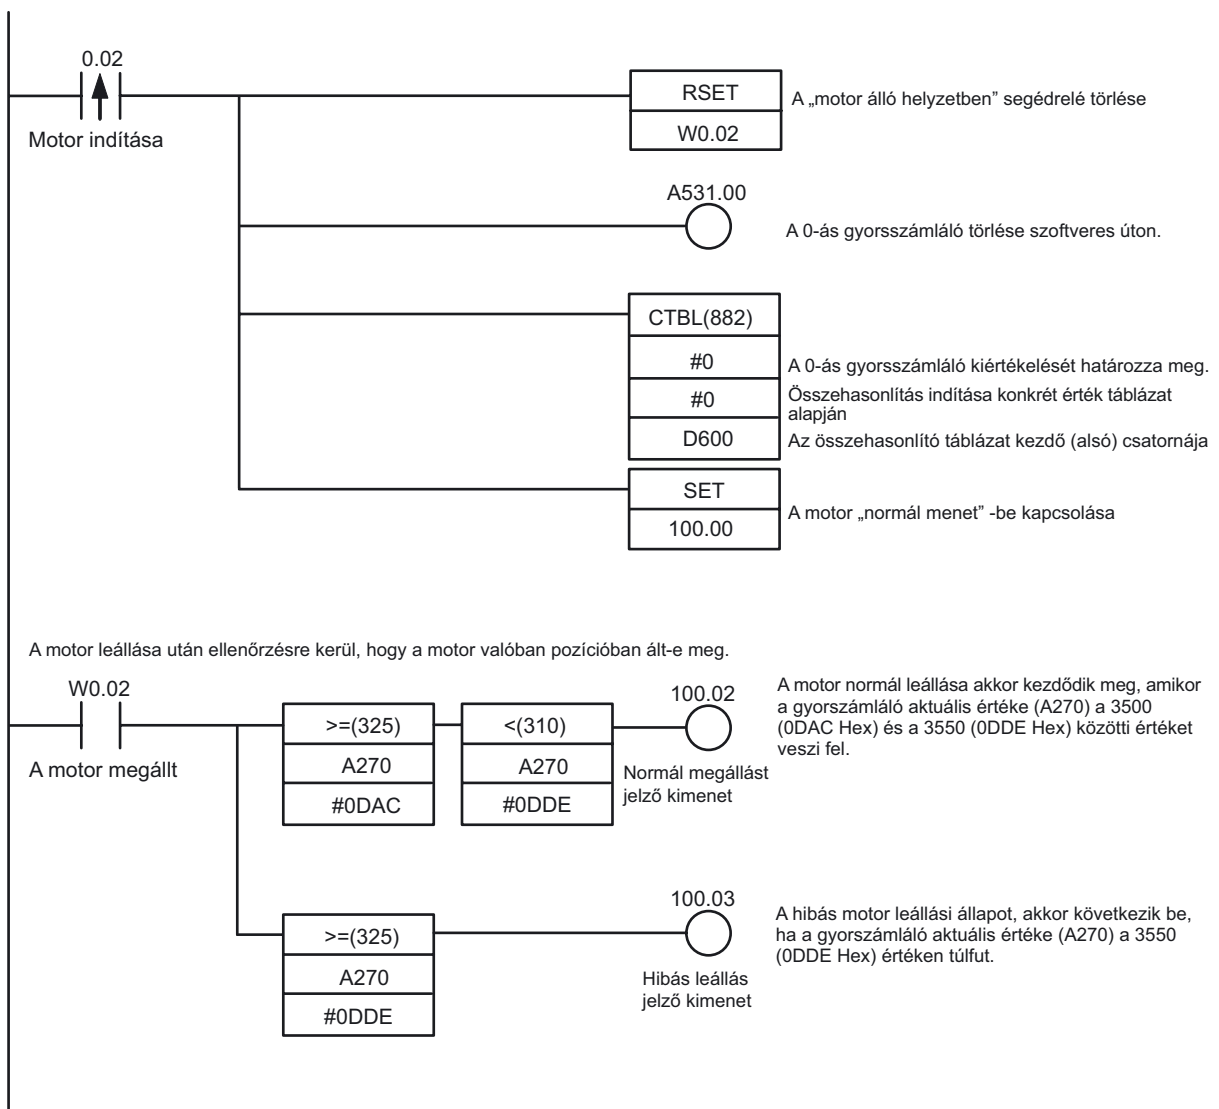 0.02
Motor indítása
RSET
W0.02
A „motor álló helyzetben” segédrelé törlése
A531.00
A 0-ás gyorsszámláló törlése szoftveres úton.
CTBL(882)
#0
A 0-ás gyorsszámláló kiértékelését határozza meg.
#0
Összehasonlítás indítása konkrét érték táblázat
alapján
D600
Az összehasonlító táblázat kezdő (alsó) csatornája
SET
100.00
A motor „normál menet” -be kapcsolása
A motor leállása után ellenőrzésre kerül, hogy a motor valóban pozícióban ált-e meg.
W0.02
A motor megállt
>=(325)
A270
#0DAC
<(310)
A270
#0DDE
100.02
Normál megállást
jelző kimenet
A motor normál leállása akkor kezdődik meg, amikor
a gyorszámláló aktuális értéke (A270) a 3500
(0DAC Hex) és a 3550 (0DDE Hex) közötti értéket
veszi fel.
>=(325)
A270
#0DDE
100.03
Hibás leállás
jelző kimenet
A hibás motor leállási állapot, akkor következik be,
ha a gyorszámláló aktuális értéke (A270) a 3550
(0DDE Hex) értéken túlfut.